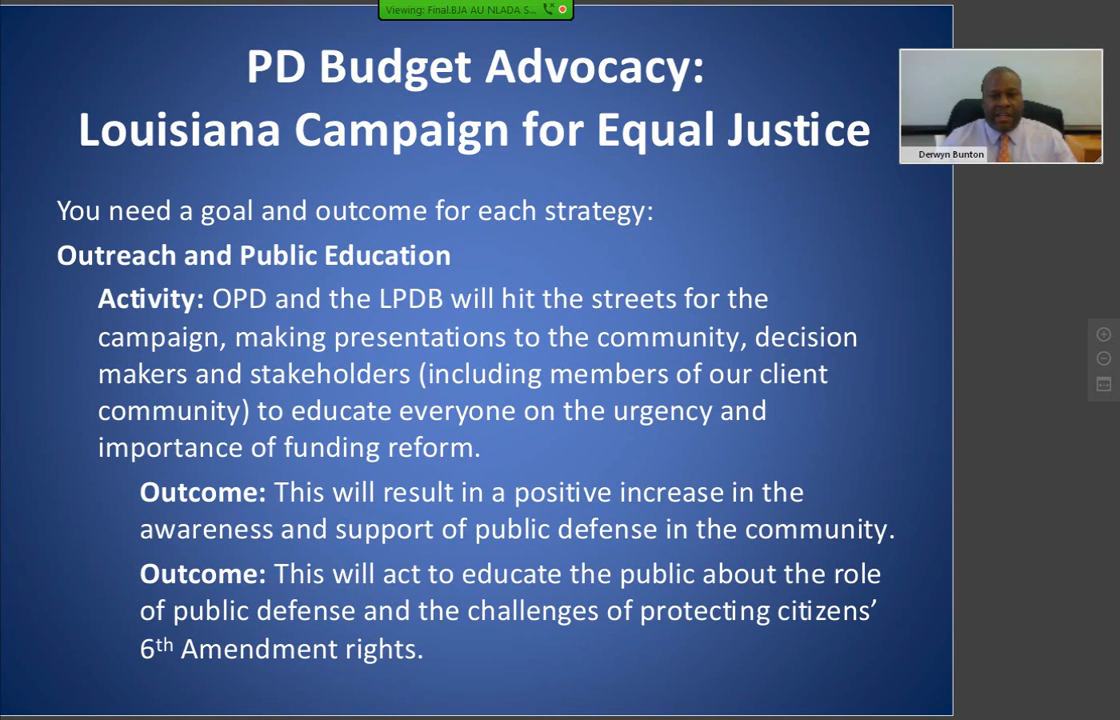 Viewing: Final.BJA AU NLADA S...
PD Budget Advocacy:
Louisiana Campaign for Equal Justice
Derwyn Bunton
You need a goal and outcome for each strategy:
Outreach and Public Education
Activity: OPD and the LPDB will hit the streets for the
campaign, making presentations to the community, decision
makers and stakeholders (including members of our client
community) to educate everyone on the urgency and
importance of funding reform.
Outcome: This will result in a positive increase in the
awareness and support of public defense in the community.
Outcome: This will act to educate the public about the role
of public defense and the challenges of protecting citizens’
6th Amendment rights.